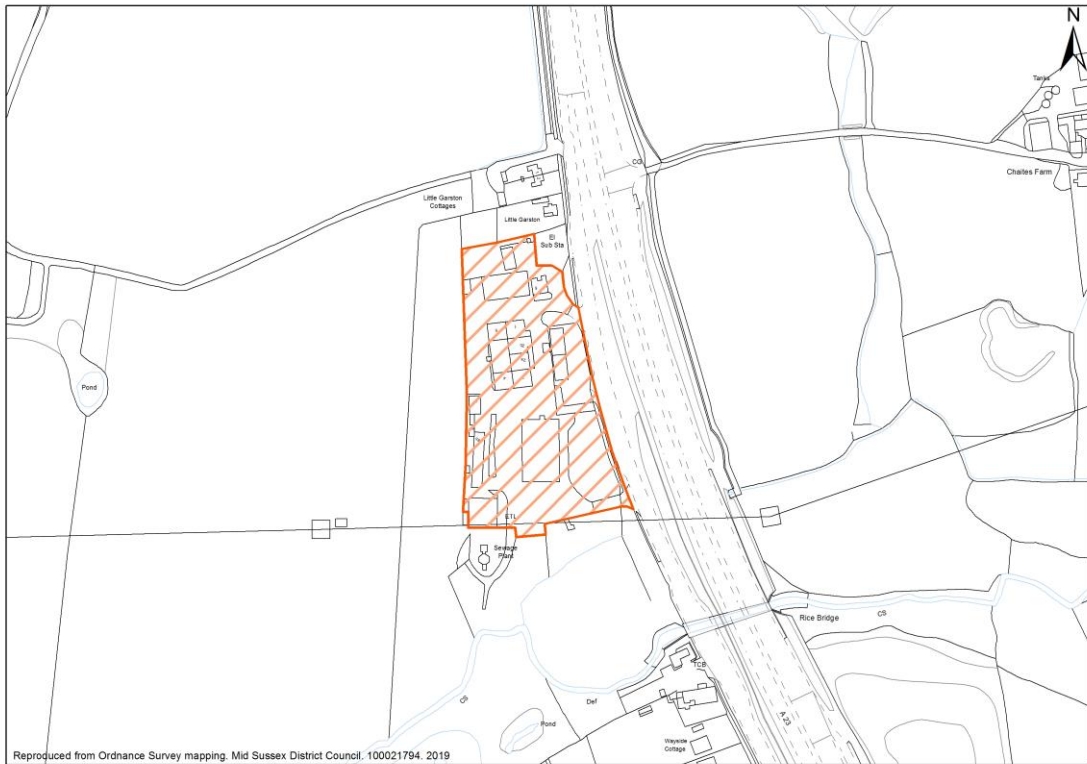 N
Tanks
CG
Chaites Farm
Little Garston
Cottages
Little Garston
El
Sub Sta
Pond
ETL
Sewage
Plant
Rice Bridge
CS
TCB
CS
Def
Pond
A 23
Wayside
Cottage
Reproduced from Ordnance Survey mapping. Mid Sussex District Council. 100021794. 2019